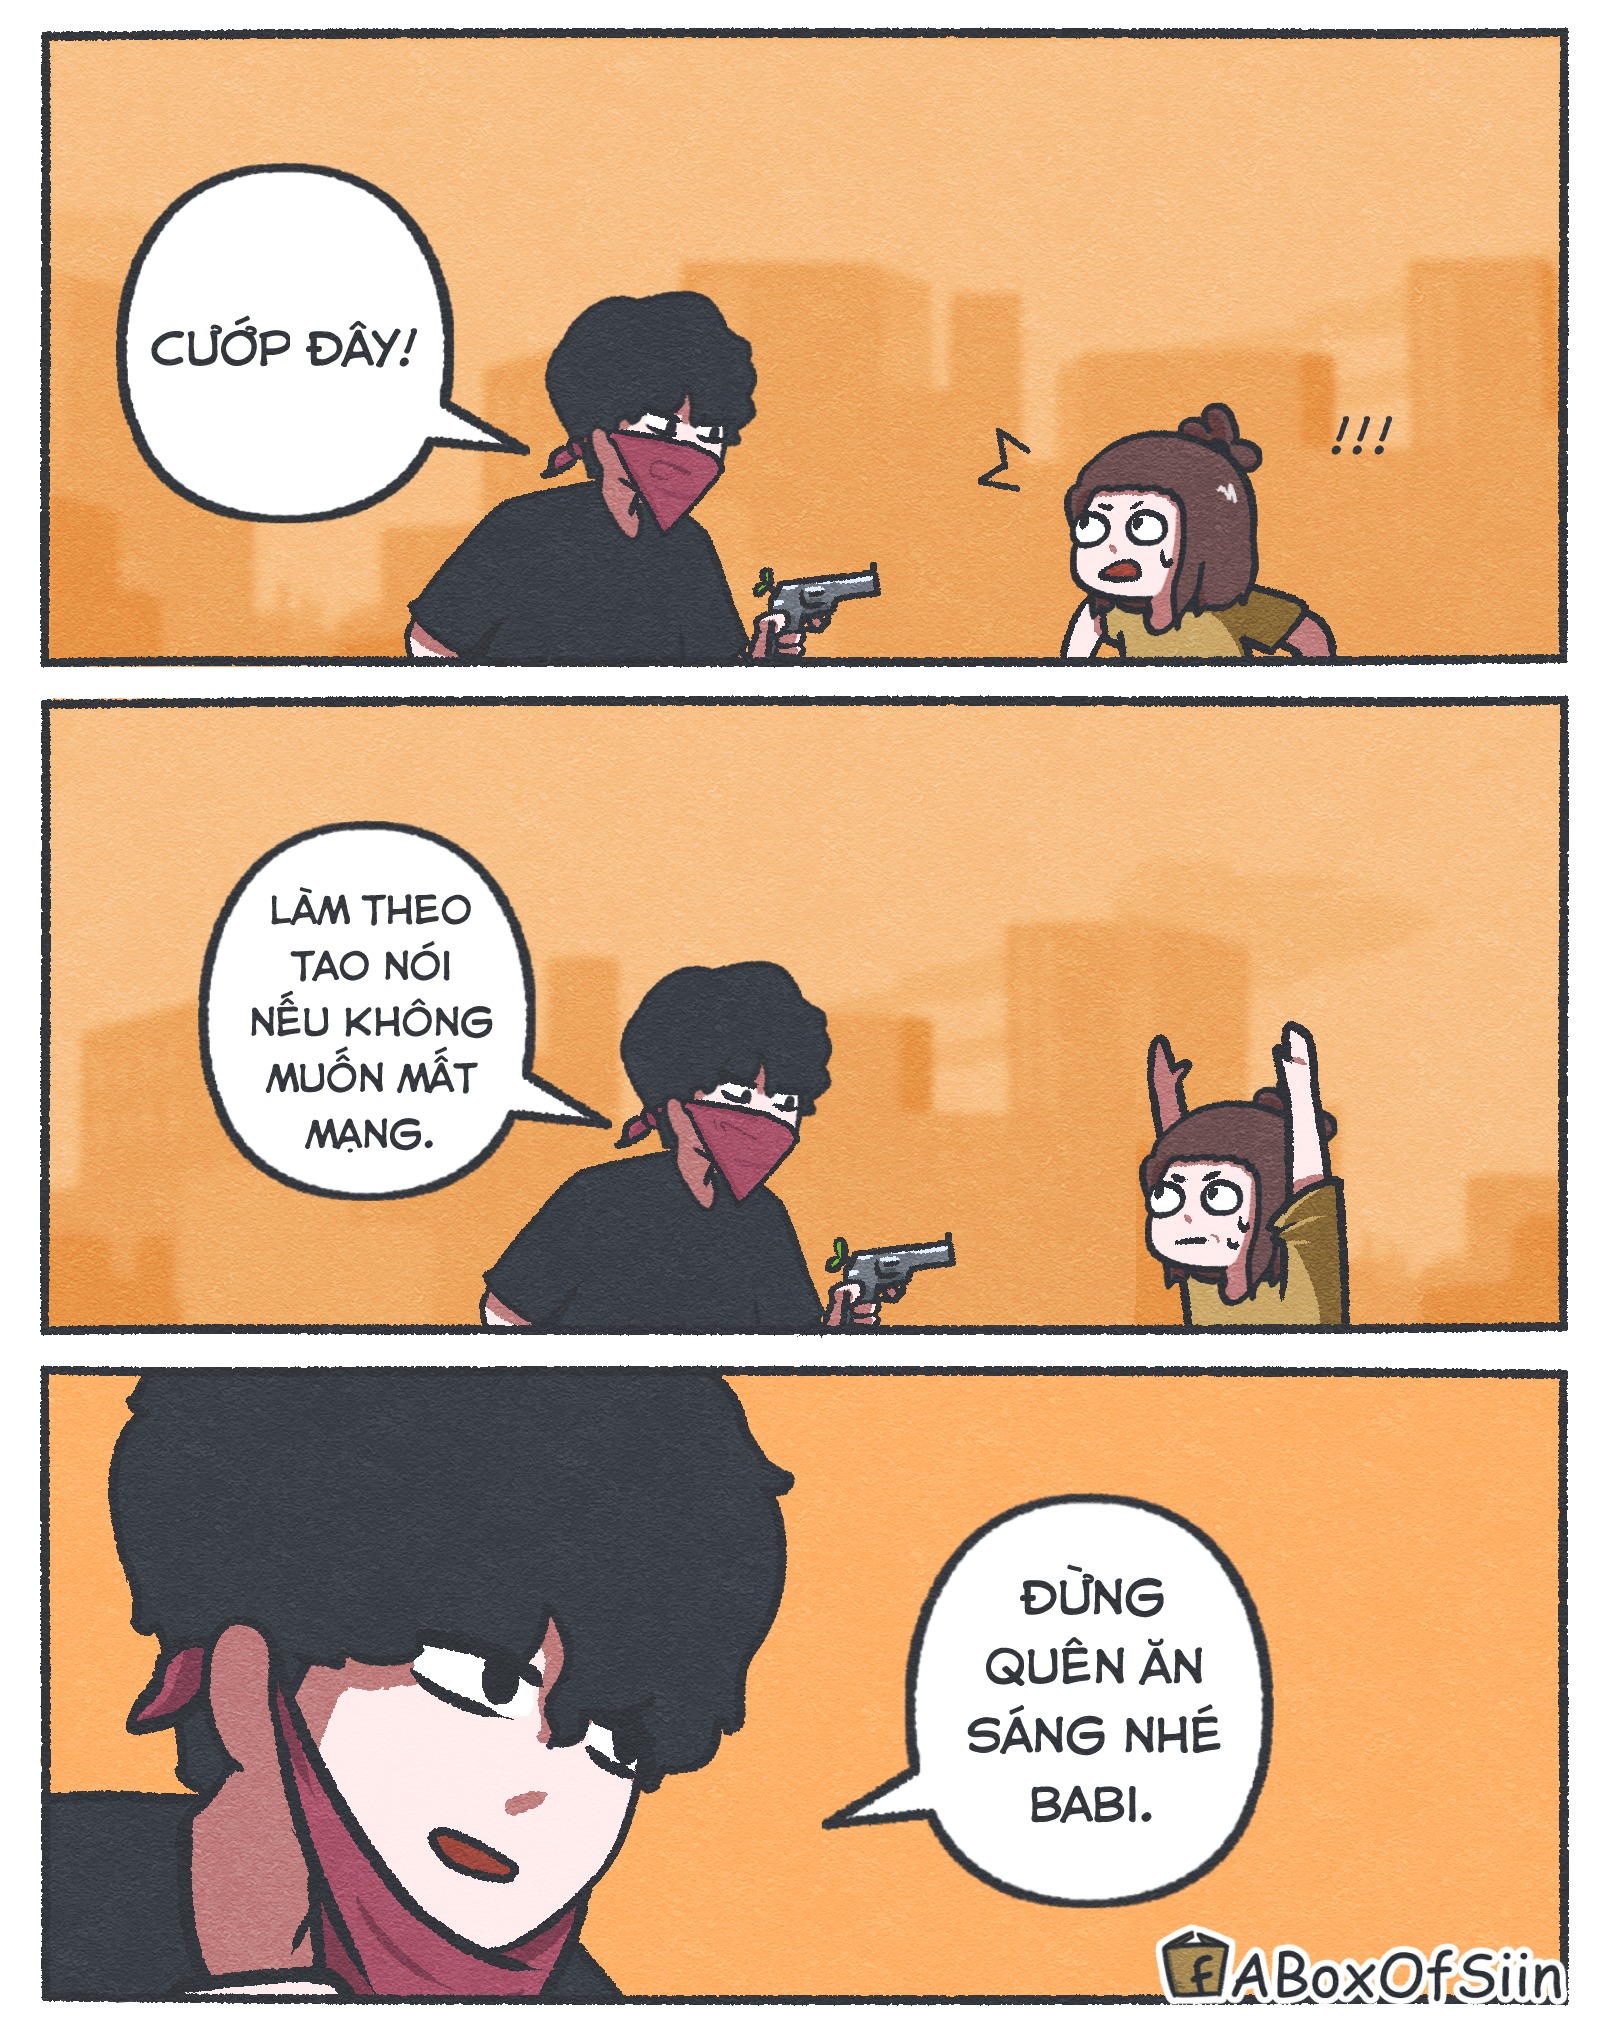 CƯỚP ĐÂY!
!!!
LÀM THEO
TAO NÓI
NẾU KHÔNG
MUỐN MẤT
MẠNG.
ĐỪNG
QUÊN ĂN
SÁNG NHÉ
BABI.
f ABoxOfSiin